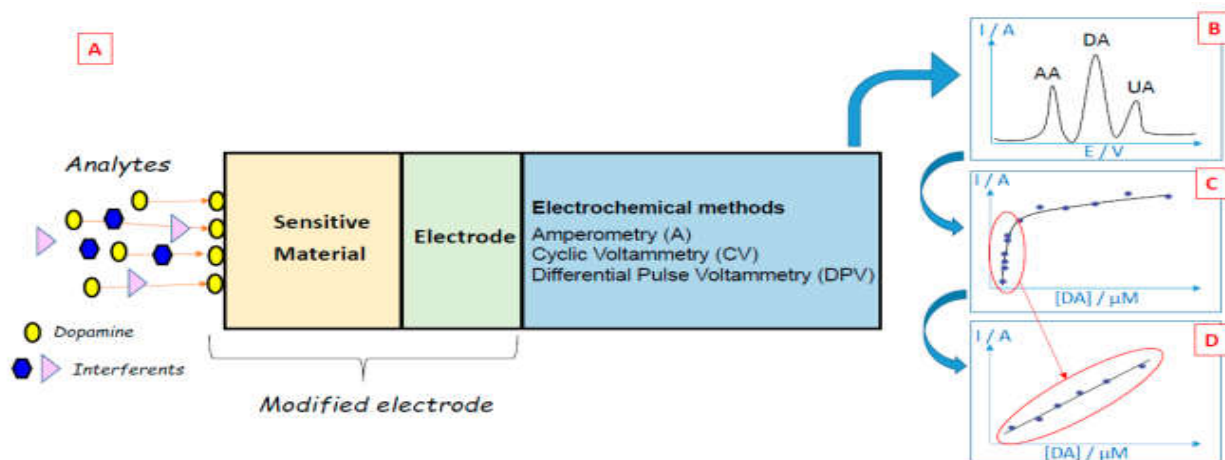 A
Analytes
Dopamine
Interferents
Sensitive
Material
Electrode
Electrochemical methods
Amperometry (A)
Cyclic Voltammetry (CV)
Differential Pulse Voltammetry (DPV)
Modified electrode
B
I / A
AA
DA
UA
E / V
C
I / A
[DA] / µM
D
I / A
[DA] / µM